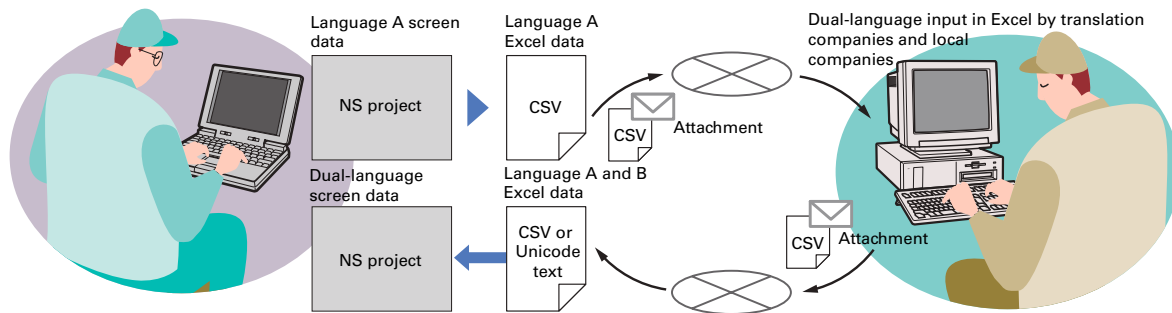 Language A screen
data
NS project
Language A
Excel data
CSV
CSV
Attachment
Dual-language input in Excel by translation
companies and local
companies
Dual-language
screen data
NS project
Language A and B
Excel data
CSV or
Unicode
text
CSV
Attachment